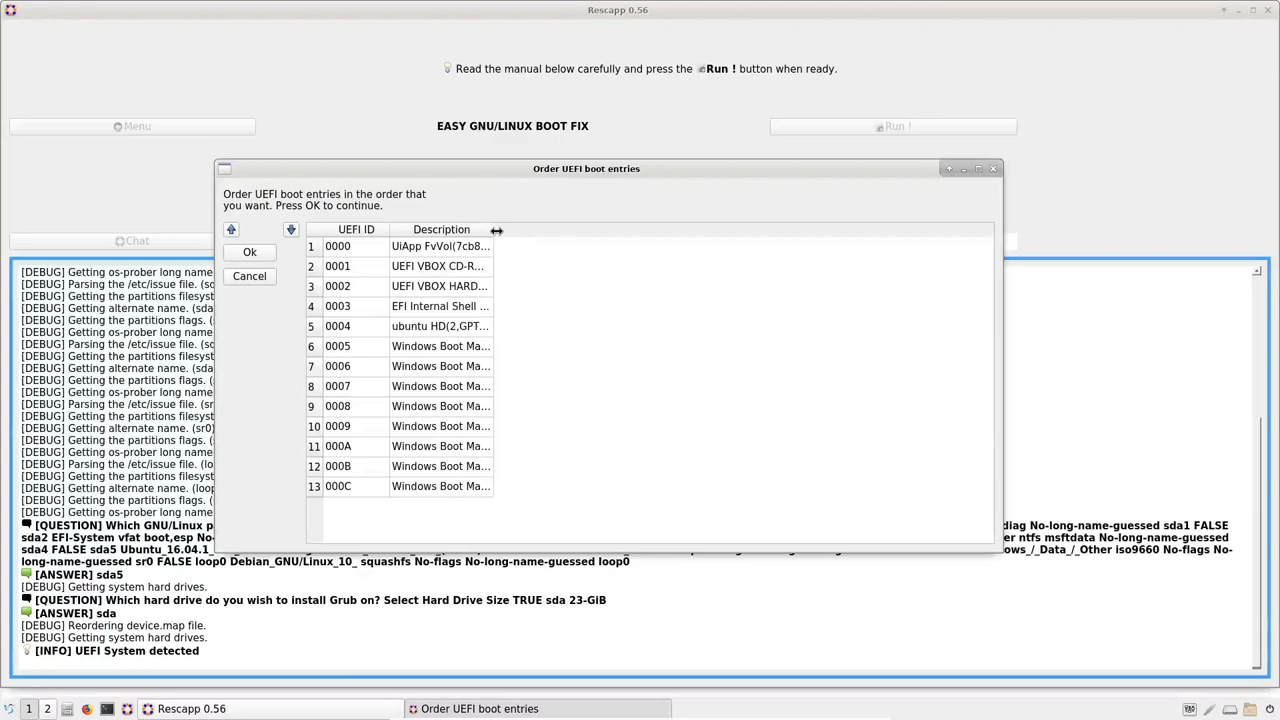 Rescapp 0.56
Read the manual below carefully and press the Run ! button when ready.
Menu
EASY GNU/LINUX BOOT FIX
Run !
Chat
Order UEFI boot entries
Order UEFI boot entries in the order that
you want. Press OK to continue.
Ok
Cancel
UEFI ID Description
1 0000 UiApp FvVol(7cb8...
2 0001 UEFI VBOX CD-R...
3 0002 UEFI VBOX HARD...
4 0003 EFI Internal Shell ...
5 0004 ubuntu HD(2,GPT...
6 0005 Windows Boot Ma...
7 0006 Windows Boot Ma...
8 0007 Windows Boot Ma...
9 0008 Windows Boot Ma...
10 0009 Windows Boot Ma...
11 000A Windows Boot Ma...
12 000B Windows Boot Ma...
13 000C Windows Boot Ma...
[DEBUG] Getting os-prober long name
[DEBUG] Parsing the /etc/issue file. (sda
[DEBUG] Getting the partitions filesyst
[DEBUG] Getting alternate name. (sda
[DEBUG] Getting the partitions flags. (
[DEBUG] Getting os-prober long name
[DEBUG] Parsing the /etc/issue file. (sda
[DEBUG] Getting the partitions filesyst
[DEBUG] Getting alternate name. (sda
[DEBUG] Getting the partitions flags. (
[DEBUG] Getting os-prober long name
[DEBUG] Parsing the /etc/issue file. (sr0
[DEBUG] Getting the partitions filesyst
[DEBUG] Getting alternate name. (sr0)
[DEBUG] Getting the partitions flags. (s
[DEBUG] Getting os-prober long name
[DEBUG] Parsing the /etc/issue file. (lo
[DEBUG] Getting the partitions filesyst
[DEBUG] Getting alternate name. (loop
[DEBUG] Getting the partitions flags. (
[DEBUG] Getting os-prober long name
[QUESTION] Which GNU/Linux p diag No-long-name-guessed sda1 FALSE
sda2 EFI-System vfat boot,esp No- er ntfs msftdata No-long-name-guessed
sda4 FALSE sda5 Ubuntu_16.04.1_ ows_/_Data_/_Other iso9660 No-flags No-
long-name-guessed sr0 FALSE loop0 Debian_GNU/Linux_10_ squashfs No-flags No-long-name-guessed loop0
[ANSWER] sda5
[DEBUG] Getting system hard drives.
[QUESTION] Which hard drive do you wish to install Grub on? Select Hard Drive Size TRUE sda 23-GiB
[ANSWER] sda
[DEBUG] Reordering device.map file.
[DEBUG] Getting system hard drives.
[INFO] UEFI System detected
1 2 Rescapp 0.56 Order UEFI boot entries